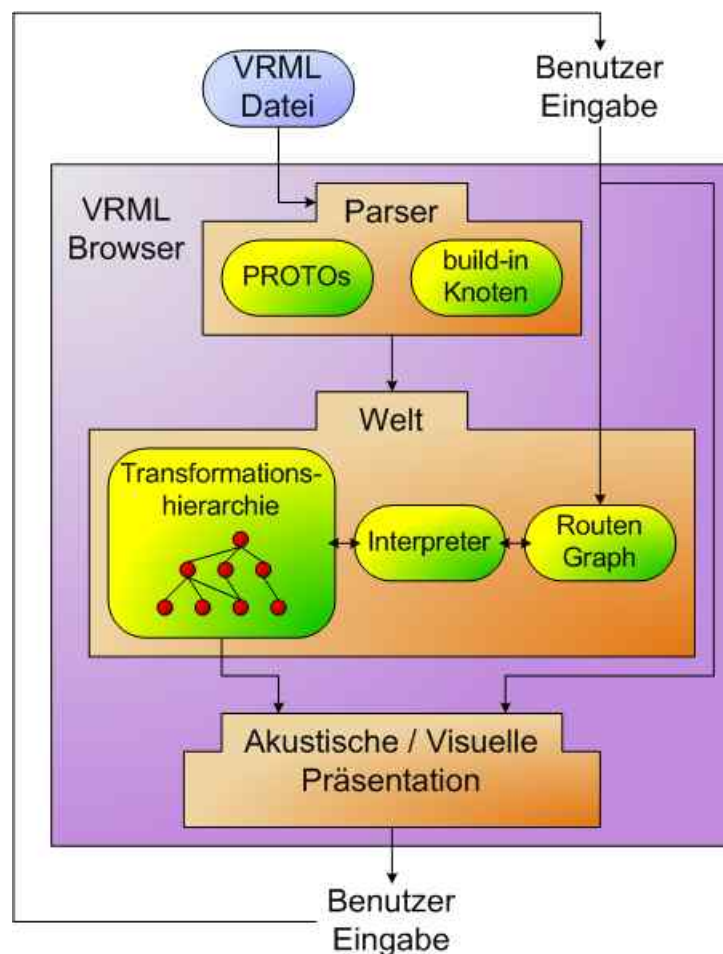 VRML
Datei
Benutzer
Eingabe
VRML
Browser
Parser
PROTOs
build-in
Knoten
Welt
Transformations-
hierarchie
Interpreter
Routen
Graph
Akustische / Visuelle
Präsentation
Benutzer
Eingabe